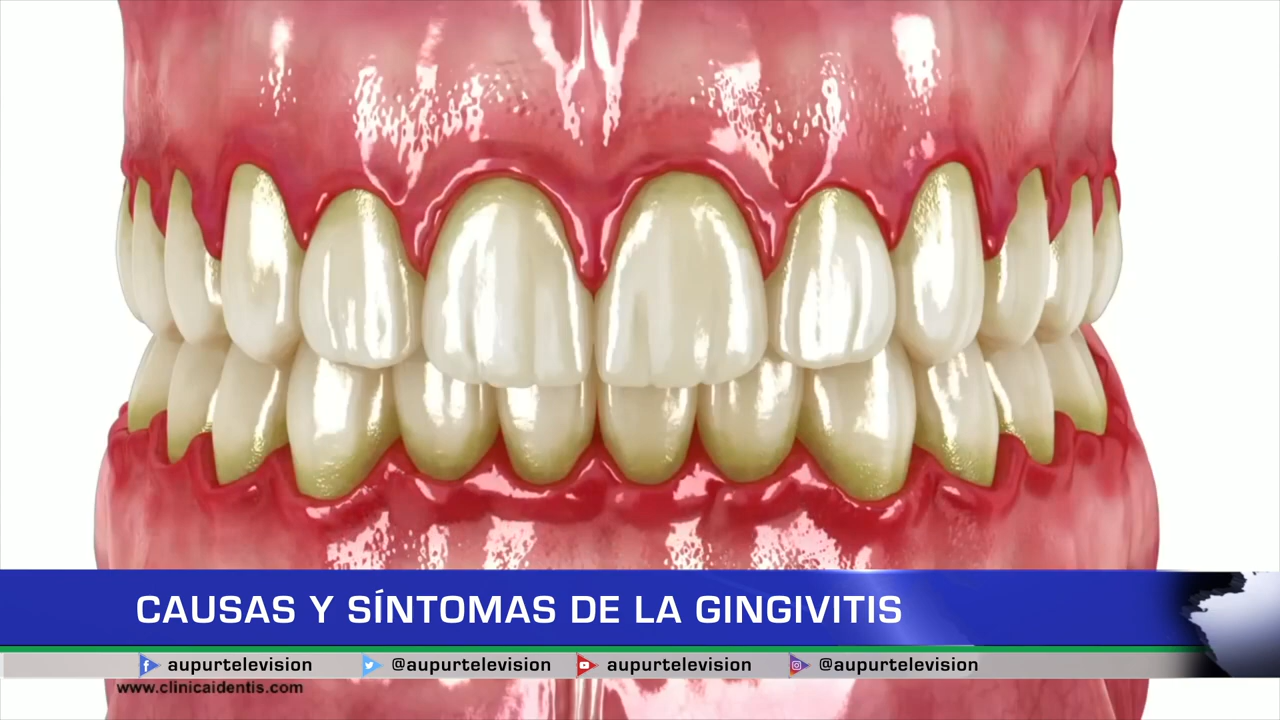 CAUSAS Y SÍNTOMAS DE LA GINGIVITIS
aupurtelevision @aupurtelevision aupurtelevision @aupurtelevision
www.clinicaidentis.com